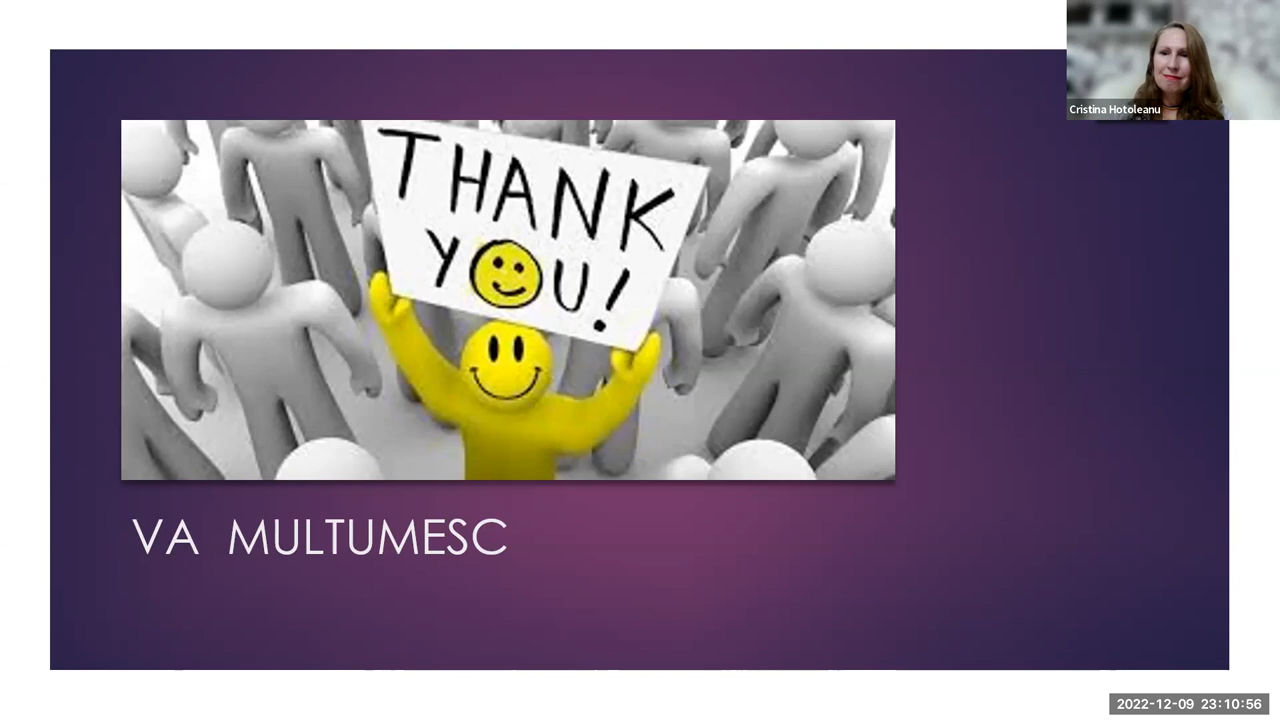 Cristina Hotoleanu
THANK
YOU!
VA MULTUMESC
2022-12-09 23:10:56